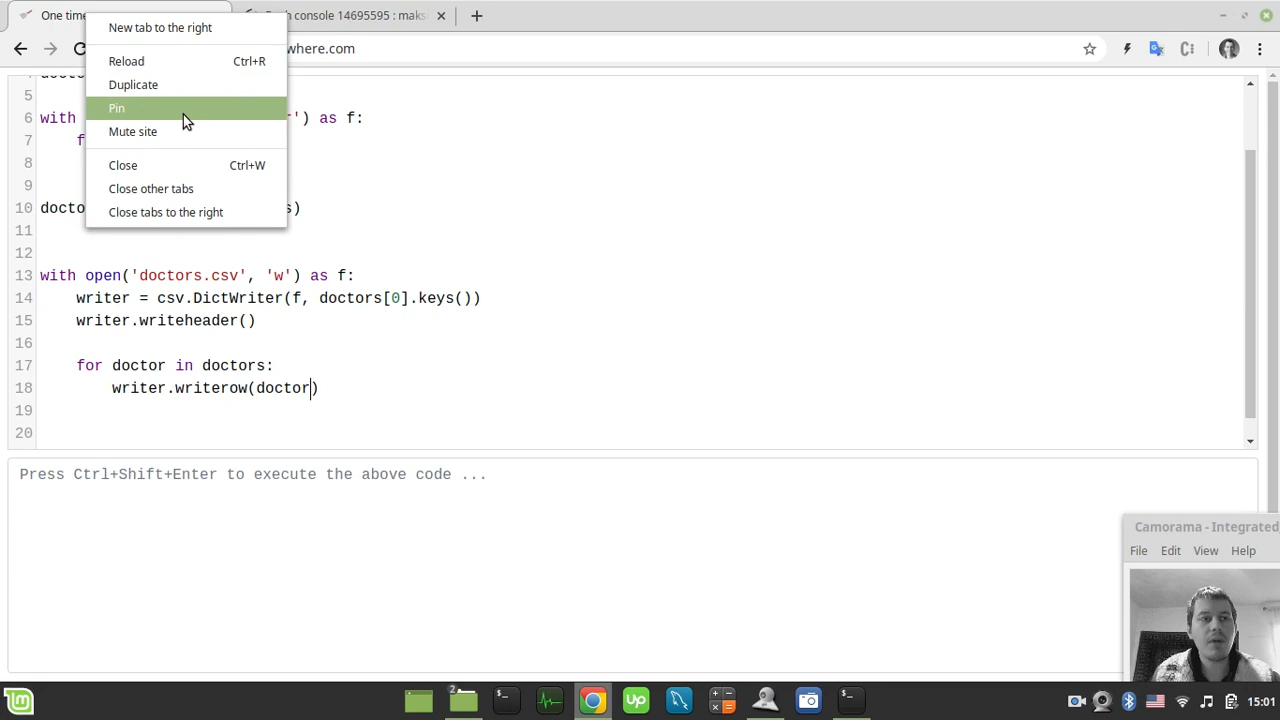 One time
Bash console 14695595 : maks
where.com
New tab to the right
Reload Ctrl+R
Duplicate
Pin
Mute site
Close Ctrl+W
Close other tabs
Close tabs to the right
5
6 with r') as f:
7 f
8
9
10 docto s)
11
12
13 with open('doctors.csv', 'w') as f:
14 writer = csv.DictWriter(f, doctors[0].keys())
15 writer.writeheader()
16
17 for doctor in doctors:
18 writer.writerow(doctor)
19
20
Press Ctrl+Shift+Enter to execute the above code ...
Camorama - Integrated
File Edit View Help
2
up
15:01